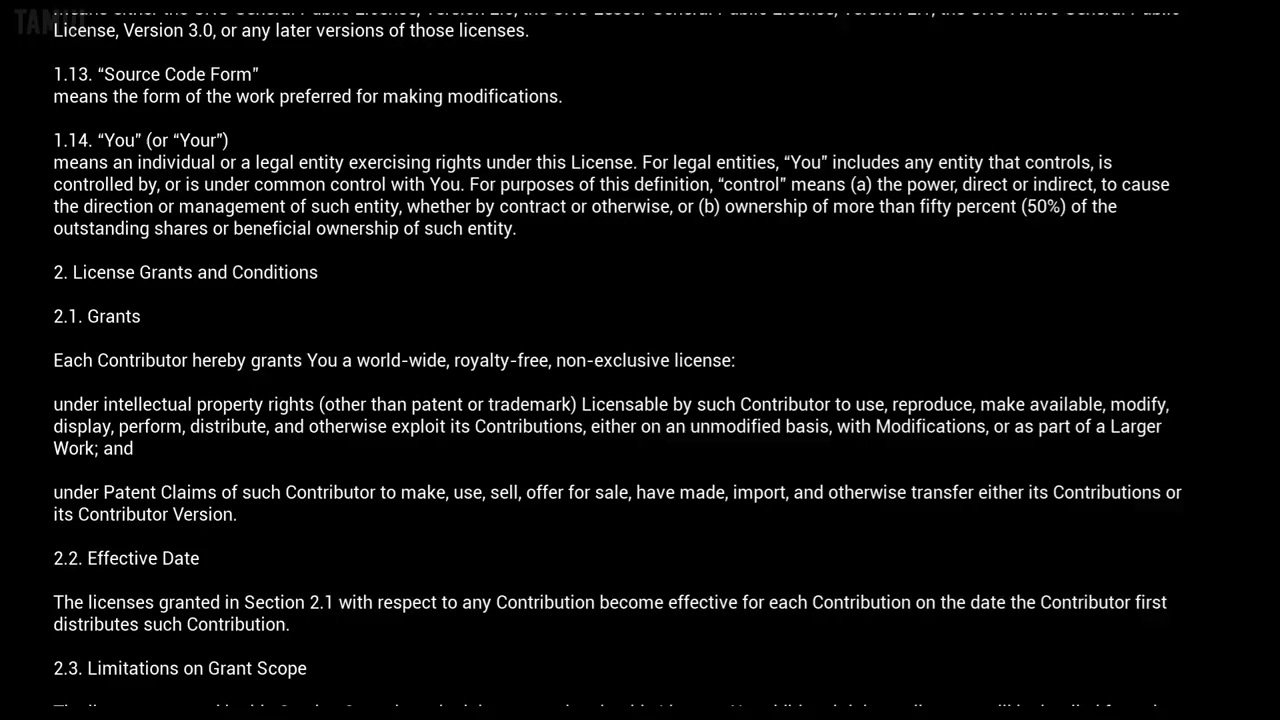 License, Version 3.0, or any later versions of those licenses.
1.13. “Source Code Form”
means the form of the work preferred for making modifications.
1.14. “You” (or “Your”)
means an individual or a legal entity exercising rights under this License. For legal entities, “You” includes any entity that controls, is
controlled by, or is under common control with You. For purposes of this definition, “control” means (a) the power, direct or indirect, to cause
the direction or management of such entity, whether by contract or otherwise, or (b) ownership of more than fifty percent (50%) of the
outstanding shares or beneficial ownership of such entity.
2. License Grants and Conditions
2.1. Grants
Each Contributor hereby grants You a world-wide, royalty-free, non-exclusive license:
under intellectual property rights (other than patent or trademark) Licensable by such Contributor to use, reproduce, make available, modify,
display, perform, distribute, and otherwise exploit its Contributions, either on an unmodified basis, with Modifications, or as part of a Larger
Work; and
under Patent Claims of such Contributor to make, use, sell, offer for sale, have made, import, and otherwise transfer either its Contributions or
its Contributor Version.
2.2. Effective Date
The licenses granted in Section 2.1 with respect to any Contribution become effective for each Contribution on the date the Contributor first
distributes such Contribution.
2.3. Limitations on Grant Scope